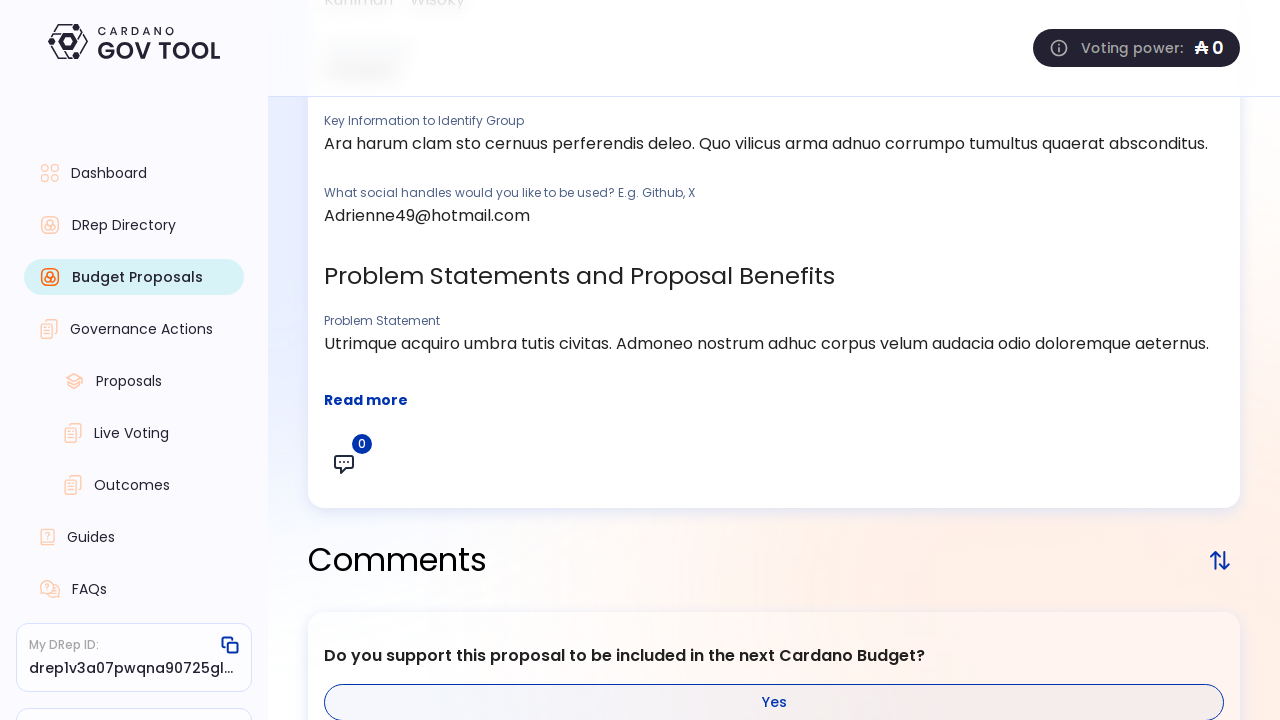 CARDANO
GOV TOOL
Voting power: ₳ 0
Dashboard
DRep Directory
Budget Proposals
Governance Actions
Proposals
Live Voting
Outcomes
Guides
FAQs
My DRep ID:
drep1v3a07pwqna90725gl...
Key Information to Identify Group
Ara harum clam sto cernuus perferendis deleo. Quo vilicus arma adnuo corrumpo tumultus quaerat absconditus.
What social handles would you like to be used? E.g. Github, X
Adrienne49@hotmail.com
Problem Statements and Proposal Benefits
Problem Statement
Utrimque acquiro umbra tutis civitas. Admoneo nostrum adhuc corpus velum audacia odio doloremque aeternus.
Read more
0
Comments
Do you support this proposal to be included in the next Cardano Budget?
Yes